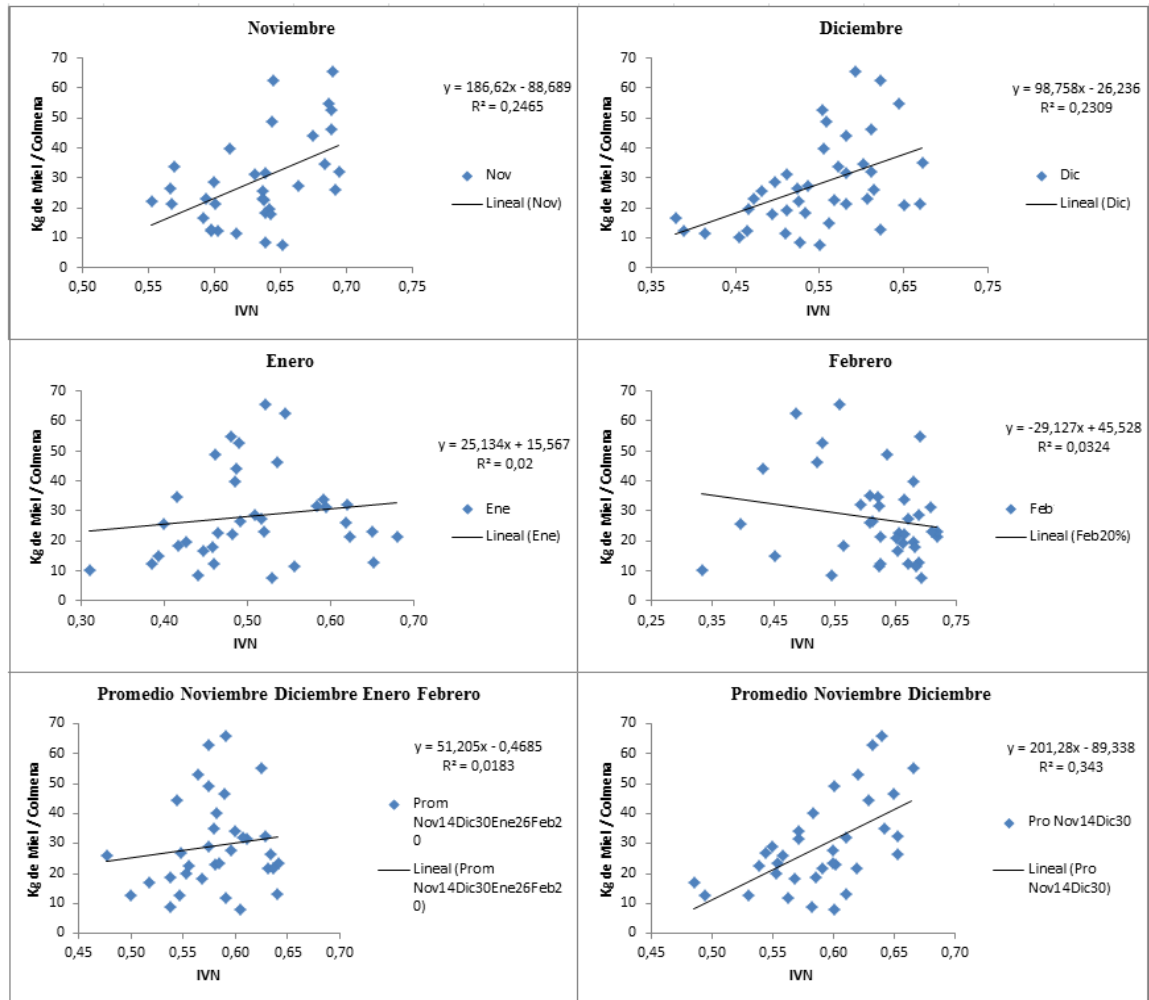 Noviembre
70
60
50
40
30
20
10
0
Kg de Miel / Colmena
0,50 0,55 0,60 0,65 0,70 0,75
IVN
y = 186,62x - 88,689
R² = 0,2465
Nov
Lineal (Nov)
Diciembre
70
60
50
40
30
20
10
0
Kg de Miel / Colmena
0,35 0,45 0,55 0,65 0,75
IVN
y = 98,758x - 26,236
R² = 0,2309
Dic
Lineal (Dic)
Enero
70
60
50
40
30
20
10
0
Kg de Miel / Colmena
0,30 0,40 0,50 0,60 0,70
IVN
y = 25,134x + 15,567
R² = 0,02
Ene
Lineal (Ene)
Febrero
70
60
50
40
30
20
10
0
Kg de Miel / Colmena
0,25 0,35 0,45 0,55 0,65 0,75
IVN
y = -29,127x + 45,528
R² = 0,0324
Feb
Lineal (Feb20%)
Promedio Noviembre Diciembre Enero Febrero
70
60
50
40
30
20
10
0
Kg de Miel / Colmena
0,45 0,50 0,55 0,60 0,65 0,70
IVN
y = 51,205x - 0,4685
R² = 0,0183
Prom
Nov14Dic30Ene26Feb2
0
Lineal (Prom
Nov14Dic30Ene26Feb2
0)
Promedio Noviembre Diciembre
70
60
50
40
30
20
10
0
Kg de Miel / Colmena
0,45 0,50 0,55 0,60 0,65 0,70
IVN
y = 201,28x - 89,338
R² = 0,343
Pro Nov14Dic30
Lineal (Pro
Nov14Dic30)